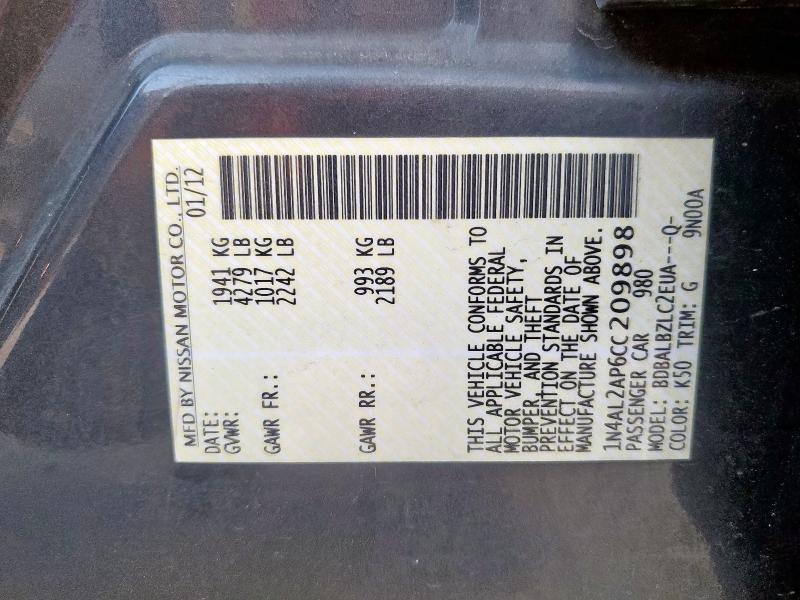 MFD BY NISSAN MOTOR CO., LTD.
DATE: 01/12
GVWR: 1941 KG
4279 LB
GAWR FR.: 1017 KG
2242 LB
GAWR RR.: 993 KG
2189 LB
THIS VEHICLE CONFORMS TO
ALL APPLICABLE FEDERAL
MOTOR VEHICLE SAFETY,
BUMPER, AND THEFT
PREVENTION STANDARDS IN
EFFECT ON THE DATE OF
MANUFACTURE SHOWN ABOVE.
1N4AL2AP6CC209898
PASSENGER CAR 980
MODEL: BDBALBZLC2EUA---Q-
COLOR: K50 TRIM: G 9N00A